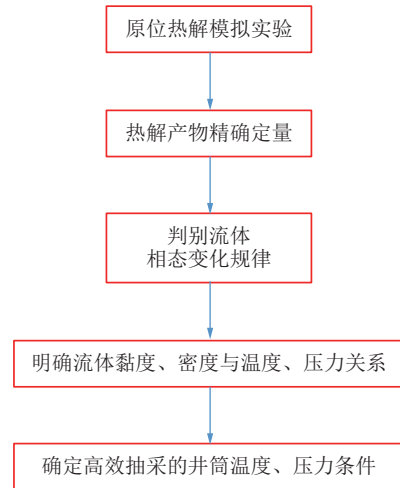 原位热解模拟实验
热解产物精确定量
判别流体
相态变化规律
明确流体黏度、密度与温度、压力关系
确定高效抽采的井筒温度、压力条件